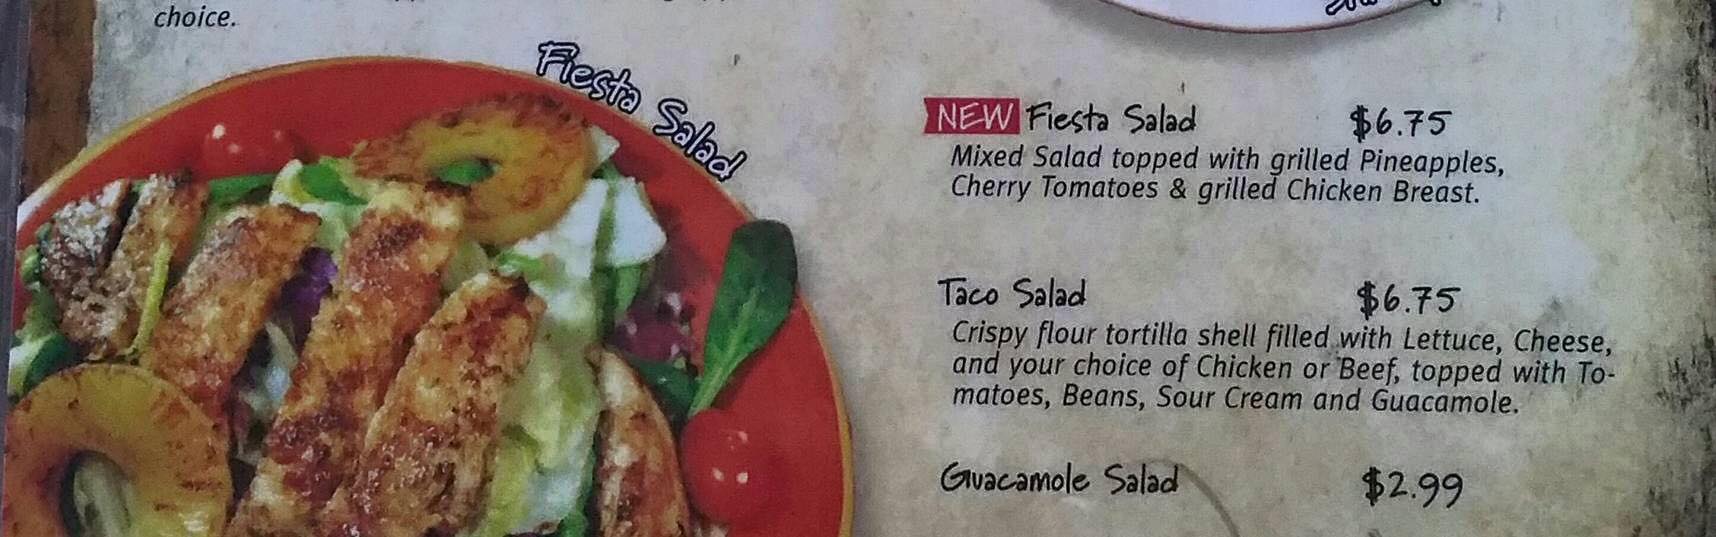 choice.
Fiesta Salad
NEW Fiesta Salad $6.75
Mixed Salad topped with grilled Pineapples,
Cherry Tomatoes & grilled Chicken Breast.
Taco Salad $6.75
Crispy flour tortilla shell filled with Lettuce, Cheese,
and your choice of Chicken or Beef, topped with To-
matoes, Beans, Sour Cream and Guacamole.
Guacamole Salad $2.99